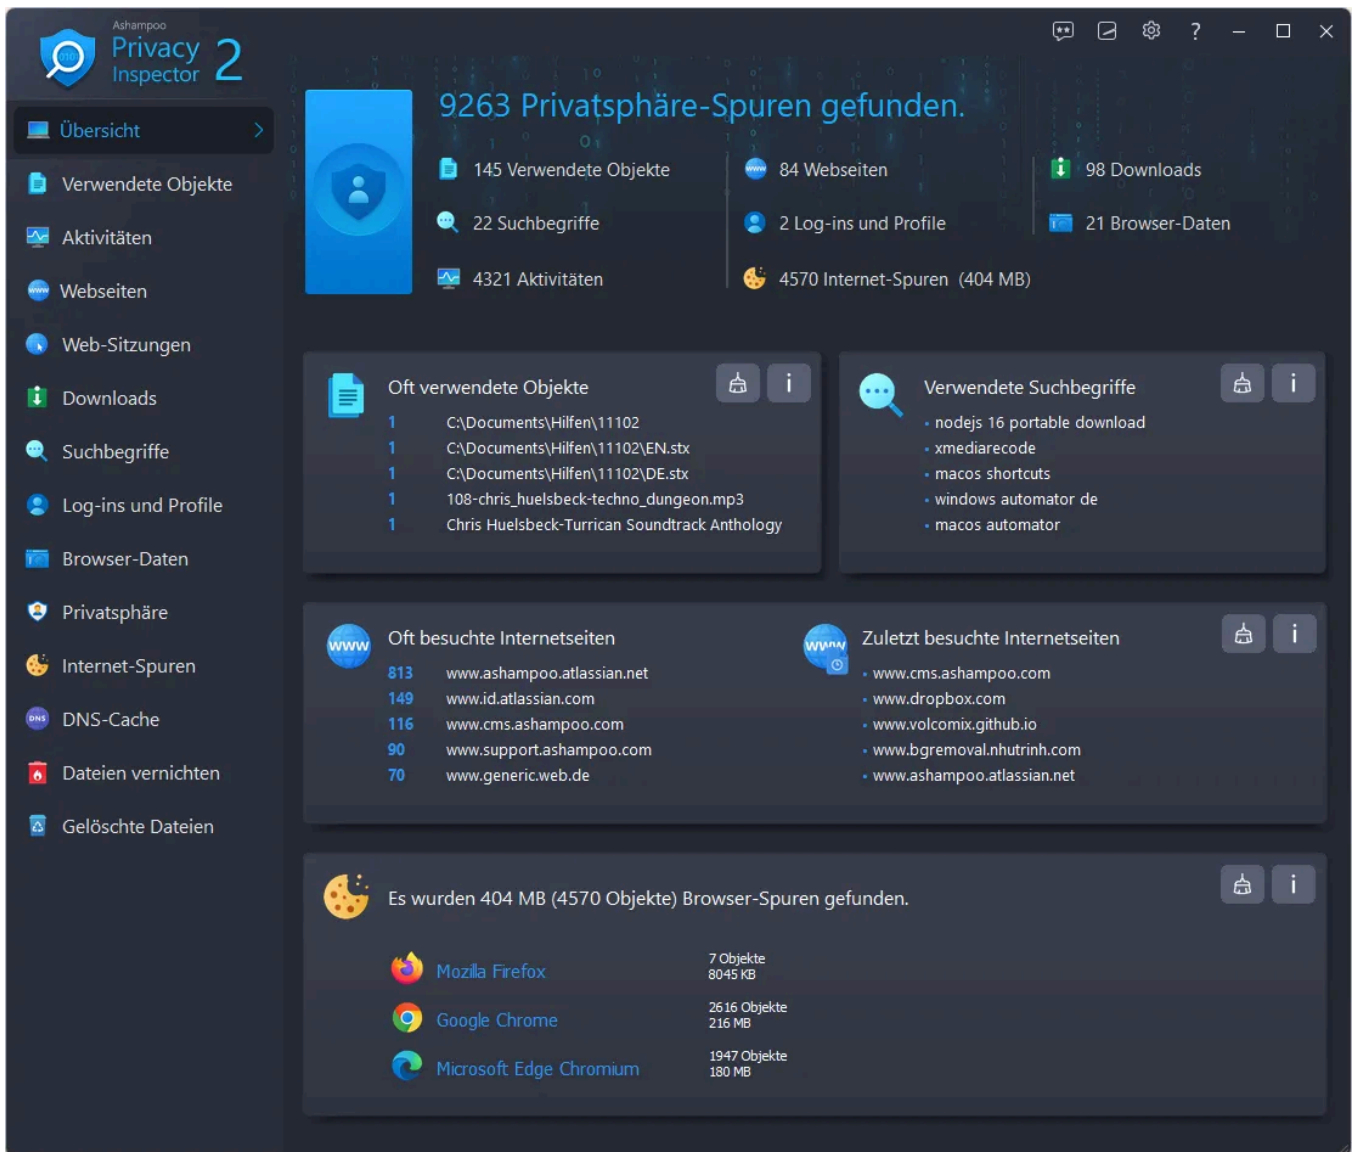 Ashampoo
Privacy
Inspector 2
Übersicht
Verwendete Objekte
Aktivitäten
Webseiten
Web-Sitzungen
Downloads
Suchbegriffe
Log-ins und Profile
Browser-Daten
Privatsphäre
Internet-Spuren
DNS-Cache
Dateien vernichten
Gelöschte Dateien
9263 Privatsphäre-Spuren gefunden.
145 Verwendete Objekte
84 Webseiten
98 Downloads
22 Suchbegriffe
2 Log-ins und Profile
21 Browser-Daten
4321 Aktivitäten
4570 Internet-Spuren (404 MB)
Oft verwendete Objekte
1 C:\Documents\Hilfen\11102
1 C:\Documents\Hilfen\11102\EN.stx
1 C:\Documents\Hilfen\11102\DE.stx
1 108-chris_huelsbeck-techno_dungeon.mp3
1 Chris Huelsbeck-Turrican Soundtrack Anthology
Verwendete Suchbegriffe
nodejs 16 portable download
xmediarecode
macos shortcuts
windows automator de
macos automator
Oft besuchte Internetseiten
813 www.ashampoo.atlassian.net
149 www.id.atlassian.com
116 www.cms.ashampoo.com
90 www.support.ashampoo.com
70 www.generic.web.de
Zuletzt besuchte Internetseiten
www.cms.ashampoo.com
www.dropbox.com
www.volcomix.github.io
www.bgremoval.nhutrinh.com
www.ashampoo.atlassian.net
Es wurden 404 MB (4570 Objekte) Browser-Spuren gefunden.
Mozilla Firefox
7 Objekte
8045 KB
Google Chrome
2616 Objekte
216 MB
Microsoft Edge Chromium
1947 Objekte
180 MB